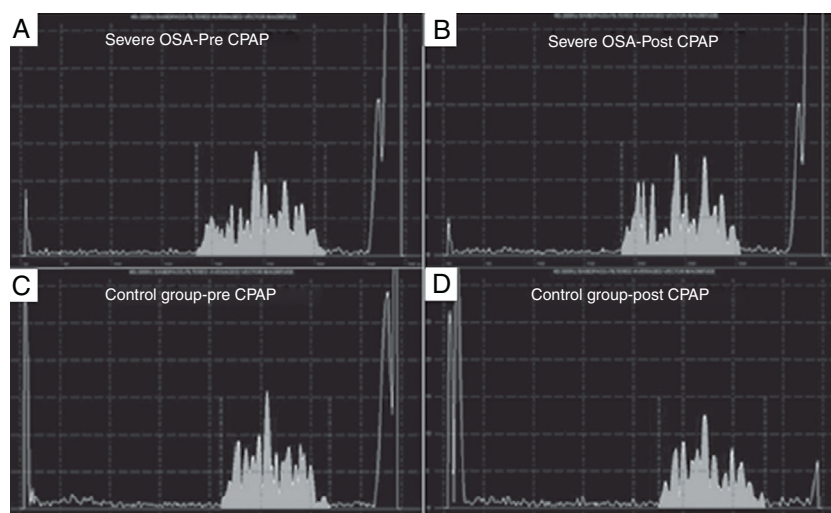 A
Severe OSA-Pre CPAP
B
Severe OSA-Post CPAP
C
Control group-pre CPAP
D
Control group-post CPAP